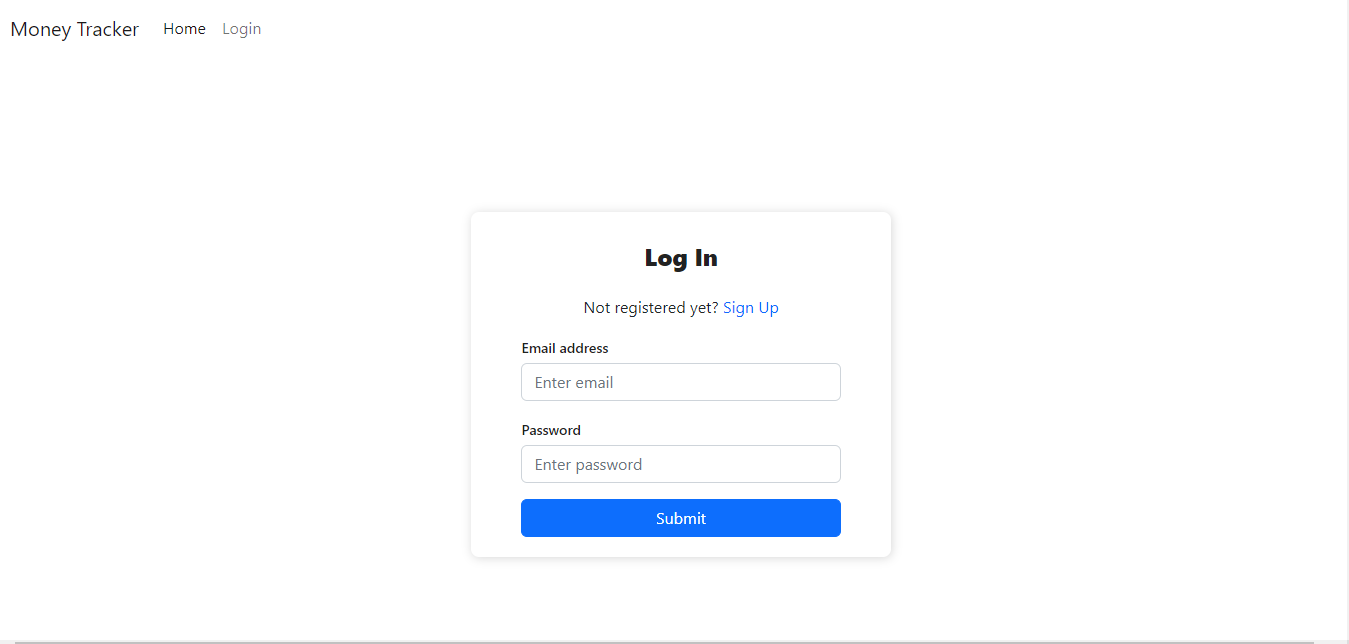 Money Tracker Home Login
Log In
Not registered yet? Sign Up
Email address
Enter email
Password
Enter password
Submit